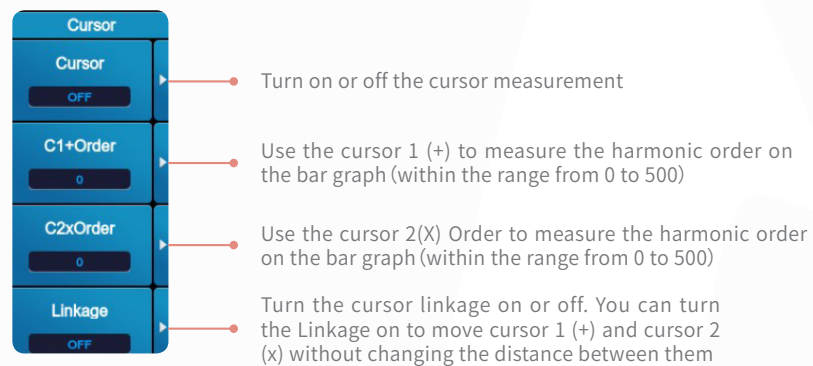 Cursor
Cursor
OFF
Turn on or off the cursor measurement
C1+Order
0
Use the cursor 1 (+) to measure the harmonic order on
the bar graph (within the range from 0 to 500)
C2xOrder
0
Use the cursor 2(X) Order to measure the harmonic order
on the bar graph (within the range from 0 to 500)
Linkage
OFF
Turn the cursor linkage on or off. You can turn
the Linkage on to move cursor 1 (+) and cursor 2
(x) without changing the distance between them